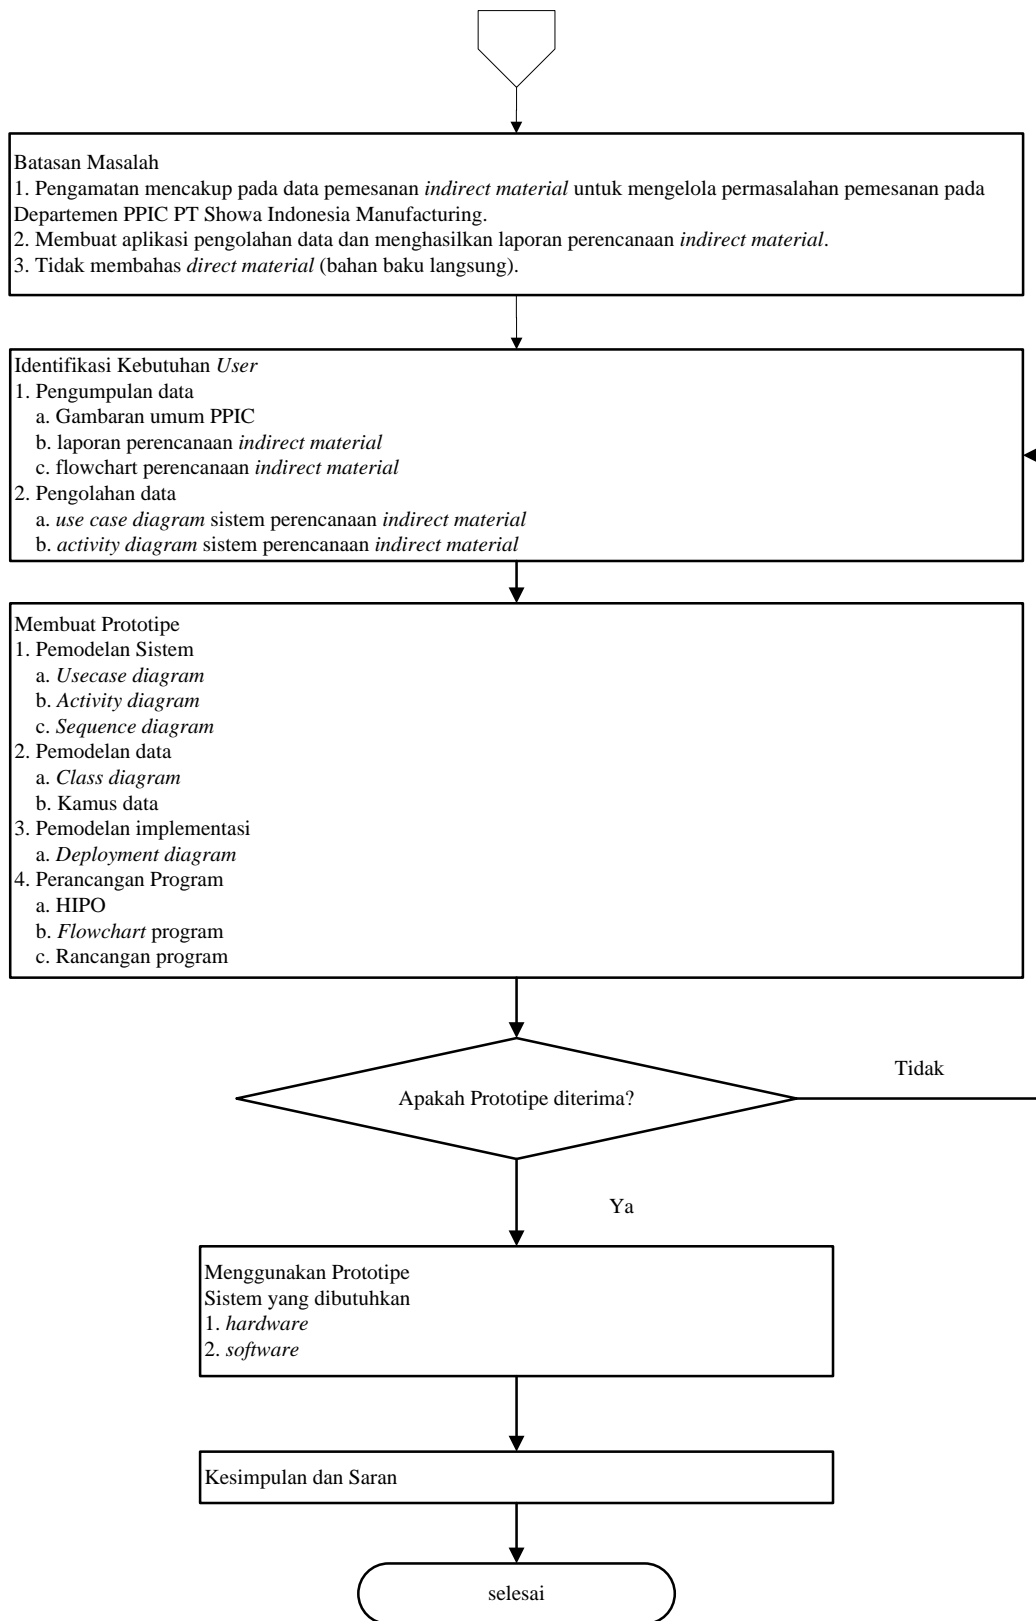 Batasan Masalah
1. Pengamatan mencakup pada data pemesanan indirect material untuk mengelola permasalahan pemesanan pada
Departemen PPIC PT Showa Indonesia Manufacturing.
2. Membuat aplikasi pengolahan data dan menghasilkan laporan perencanaan indirect material.
3. Tidak membahas direct material (bahan baku langsung).
Identifikasi Kebutuhan User
1. Pengumpulan data
a. Gambaran umum PPIC
b. laporan perencanaan indirect material
c. flowchart perencanaan indirect material
2. Pengolahan data
a. use case diagram sistem perencanaan indirect material
b. activity diagram sistem perencanaan indirect material
Membuat Prototipe
1. Pemodelan Sistem
a. Usecase diagram
b. Activity diagram
c. Sequence diagram
2. Pemodelan data
a. Class diagram
b. Kamus data
3. Pemodelan implementasi
a. Deployment diagram
4. Perancangan Program
a. HIPO
b. Flowchart program
c. Rancangan program
Apakah Prototipe diterima?
Tidak
Ya
Menggunakan Prototipe
Sistem yang dibutuhkan
1. hardware
2. software
Kesimpulan dan Saran
selesai